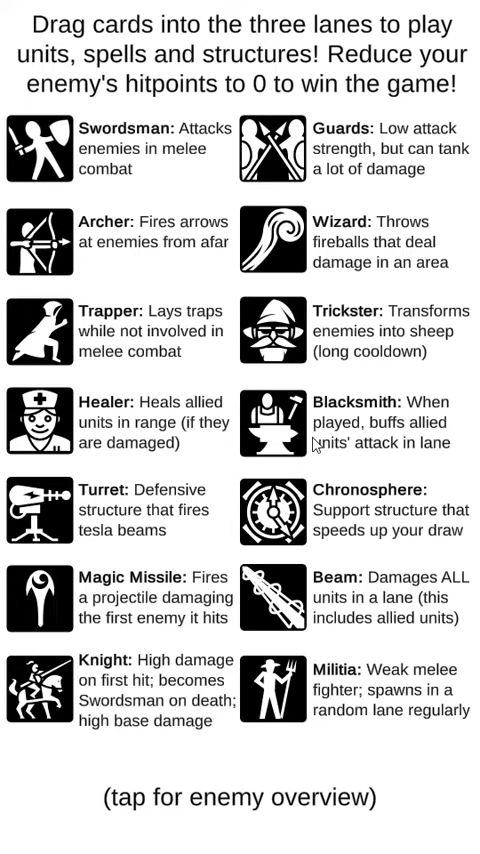 Drag cards into the three lanes to play
units, spells and structures! Reduce your
enemy's hitpoints to 0 to win the game!
Swordsman: Attacks
enemies in melee
combat
Guards: Low attack
strength, but can tank
a lot of damage
Archer: Fires arrows
at enemies from afar
Wizard: Throws
fireballs that deal
damage in an area
Trapper: Lays traps
while not involved in
melee combat
Trickster: Transforms
enemies into sheep
(long cooldown)
Healer: Heals allied
units in range (if they
are damaged)
Blacksmith: When
played, buffs allied
units' attack in lane
Turret: Defensive
structure that fires
tesla beams
Chronosphere:
Support structure that
speeds up your draw
Magic Missile: Fires
a projectile damaging
the first enemy it hits
Beam: Damages ALL
units in a lane (this
includes allied units)
Knight: High damage
on first hit; becomes
Swordsman on death;
high base damage
Militia: Weak melee
fighter; spawns in a
random lane regularly
(tap for enemy overview)